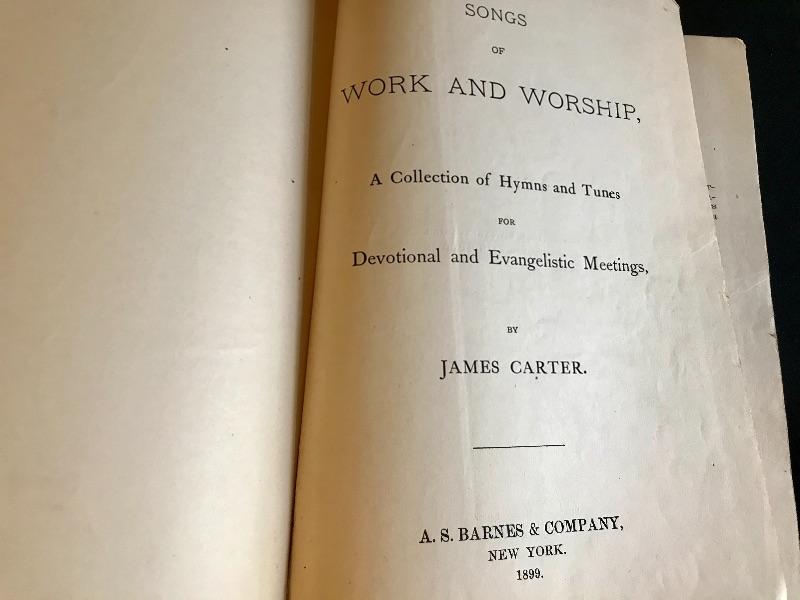 SONGS
OF
WORK AND WORSHIP,
A Collection of Hymns and Tunes
FOR
Devotional and Evangelistic Meetings,
BY
JAMES CARTER.
A. S. BARNES & COMPANY,
NEW YORK.
1899.